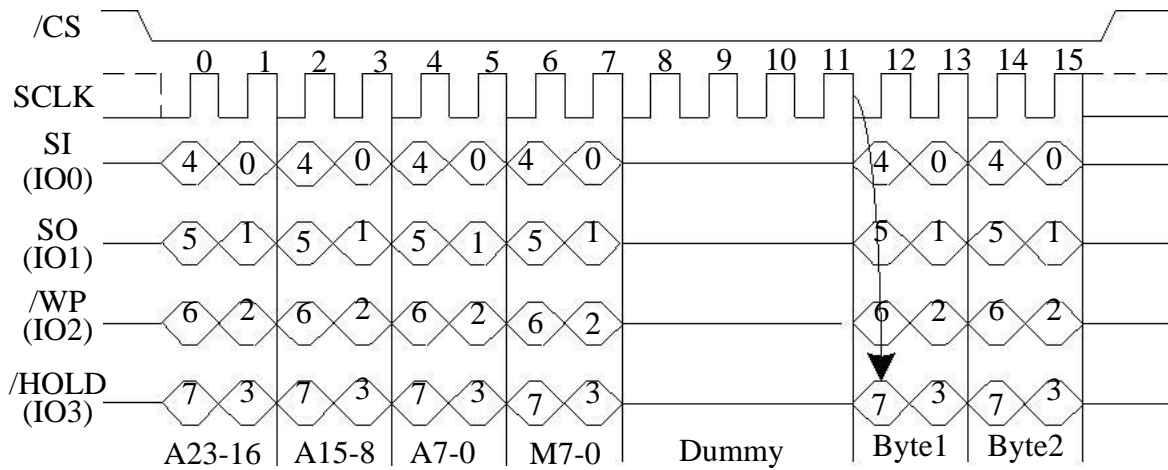 /CS
0 1 2 3 4 5 6 7 8 9 10 11 12 13 14 15
SCLK
SI
(IO0)
4 0 4 0 4 0 4 0 4 0 4 0
SO
(IO1)
5 1 5 1 5 1 5 1 5 1 5 1
/WP
(IO2)
6 2 6 2 6 2 6 2 6 2 6 2
/HOLD
(IO3)
7 3 7 3 7 3 7 3 7 3 7 3
A23-16 A15-8 A7-0 M7-0 Dummy Byte1 Byte2